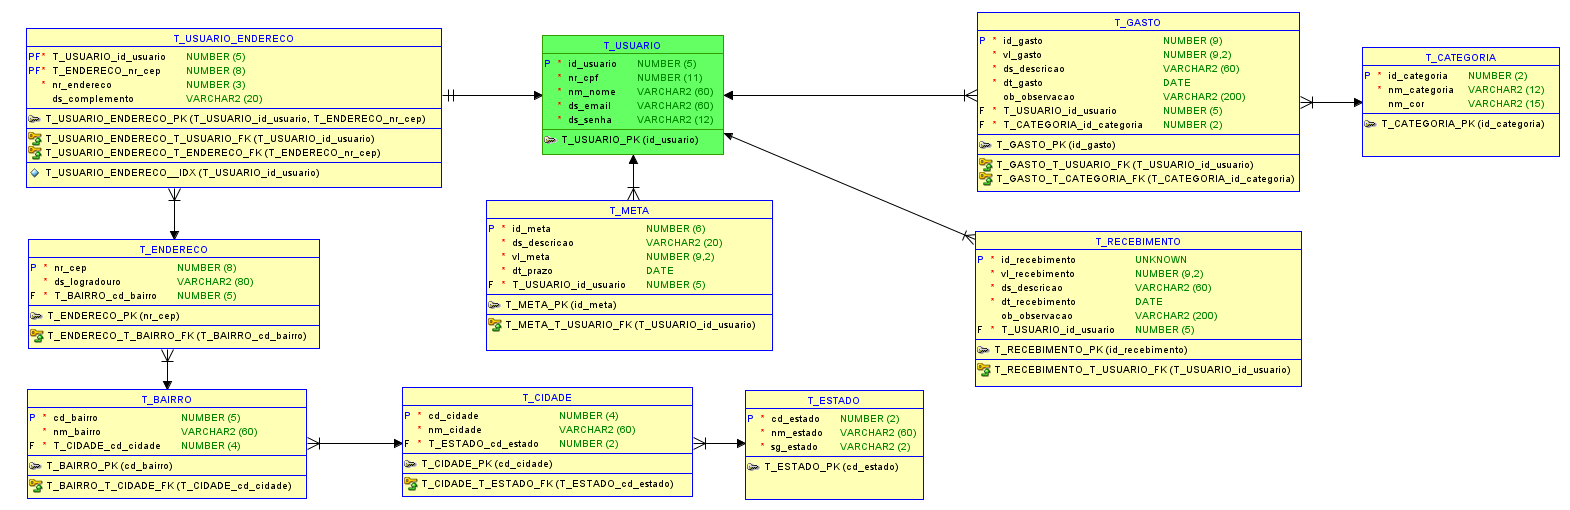 T_USUARIO_ENDERECO
PF* T_USUARIO_id_usuario NUMBER (5)
PF* T_ENDERECO_nr_cep NUMBER (8)
* nr_endereco NUMBER (3)
ds_complemento VARCHAR2 (20)
T_USUARIO_ENDERECO_PK (T_USUARIO_id_usuario, T_ENDERECO_nr_cep)
T_USUARIO_ENDERECO_T_USUARIO_FK (T_USUARIO_id_usuario)
T_USUARIO_ENDERECO_T_ENDERECO_FK (T_ENDERECO_nr_cep)
T_USUARIO_ENDERECO__IDX (T_USUARIO_id_usuario)
T_USUARIO
P * id_usuario NUMBER (5)
* nr_cpf NUMBER (11)
* nm_nome VARCHAR2 (60)
* ds_email VARCHAR2 (60)
* ds_senha VARCHAR2 (12)
T_USUARIO_PK (id_usuario)
T_GASTO
P * id_gasto NUMBER (9)
* vl_gasto NUMBER (9,2)
* ds_descricao VARCHAR2 (60)
* dt_gasto DATE
ob_observacao VARCHAR2 (200)
F * T_USUARIO_id_usuario NUMBER (5)
F * T_CATEGORIA_id_categoria NUMBER (2)
T_GASTO_PK (id_gasto)
T_GASTO_T_USUARIO_FK (T_USUARIO_id_usuario)
T_GASTO_T_CATEGORIA_FK (T_CATEGORIA_id_categoria)
T_CATEGORIA
P * id_categoria NUMBER (2)
* nm_categoria VARCHAR2 (12)
nm_cor VARCHAR2 (15)
T_CATEGORIA_PK (id_categoria)
T_META
P * id_meta NUMBER (6)
* ds_descricao VARCHAR2 (20)
* vl_meta NUMBER (9,2)
* dt_prazo DATE
F * T_USUARIO_id_usuario NUMBER (5)
T_META_PK (id_meta)
T_META_T_USUARIO_FK (T_USUARIO_id_usuario)
T_RECEBIMENTO
P * id_recebimento UNKNOWN
* vl_recebimento NUMBER (9,2)
* ds_descricao VARCHAR2 (60)
* dt_recebimento DATE
ob_observacao VARCHAR2 (200)
F * T_USUARIO_id_usuario NUMBER (5)
T_RECEBIMENTO_PK (id_recebimento)
T_RECEBIMENTO_T_USUARIO_FK (T_USUARIO_id_usuario)
T_ENDERECO
P * nr_cep NUMBER (8)
* ds_logradouro VARCHAR2 (80)
F * T_BAIRRO_cd_bairro NUMBER (5)
T_ENDERECO_PK (nr_cep)
T_ENDERECO_T_BAIRRO_FK (T_BAIRRO_cd_bairro)
T_BAIRRO
P * cd_bairro NUMBER (5)
* nm_bairro VARCHAR2 (60)
F * T_CIDADE_cd_cidade NUMBER (4)
T_BAIRRO_PK (cd_bairro)
T_BAIRRO_T_CIDADE_FK (T_CIDADE_cd_cidade)
T_CIDADE
P * cd_cidade NUMBER (4)
* nm_cidade VARCHAR2 (60)
F * T_ESTADO_cd_estado NUMBER (2)
T_CIDADE_PK (cd_cidade)
T_CIDADE_T_ESTADO_FK (T_ESTADO_cd_estado)
T_ESTADO
P * cd_estado NUMBER (2)
* nm_estado VARCHAR2 (60)
* sg_estado VARCHAR2 (2)
T_ESTADO_PK (cd_estado)